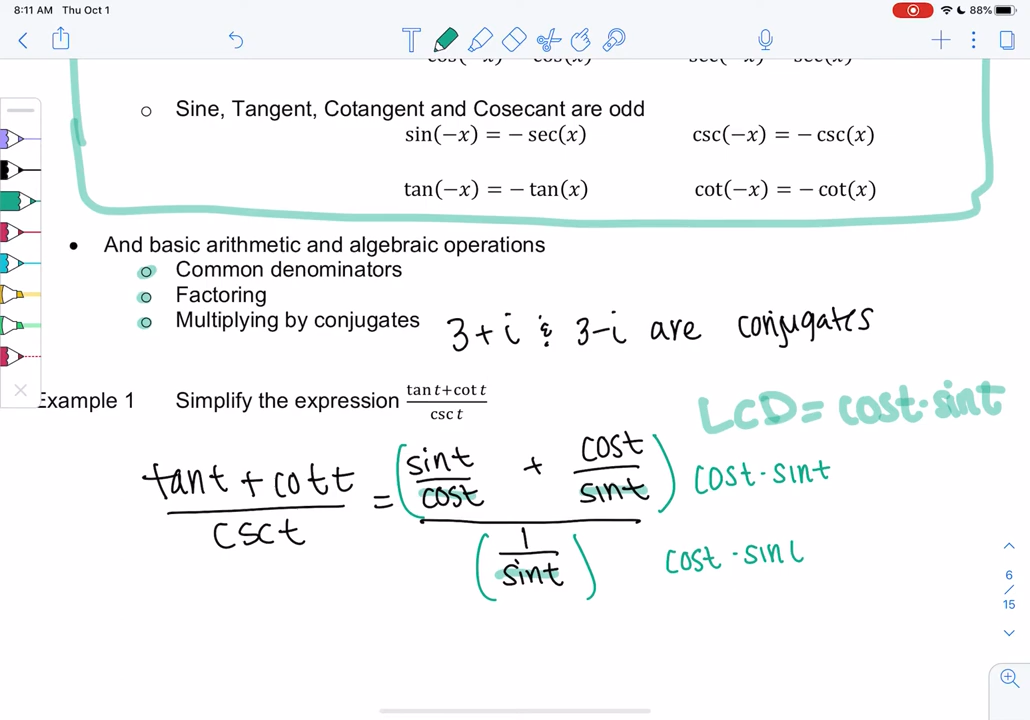 8:11 AM Thu Oct 1
88%
T
○ Sine, Tangent, Cotangent and Cosecant are odd
sin(−x) = − sec(x) csc(−x) = − csc(x)
tan(−x) = − tan(x) cot(−x) = − cot(x)
• And basic arithmetic and algebraic operations
○ Common denominators
○ Factoring
○ Multiplying by conjugates 3+i & 3-i are conjugates
Example 1 Simplify the expression (tan t+cot t)/(csc t)
LCD = cost·sint
(tant + cott)/(csct) = ((sint/cost + cost/sint) cost·sint)/((1/sint) cost·sin
6
/
15